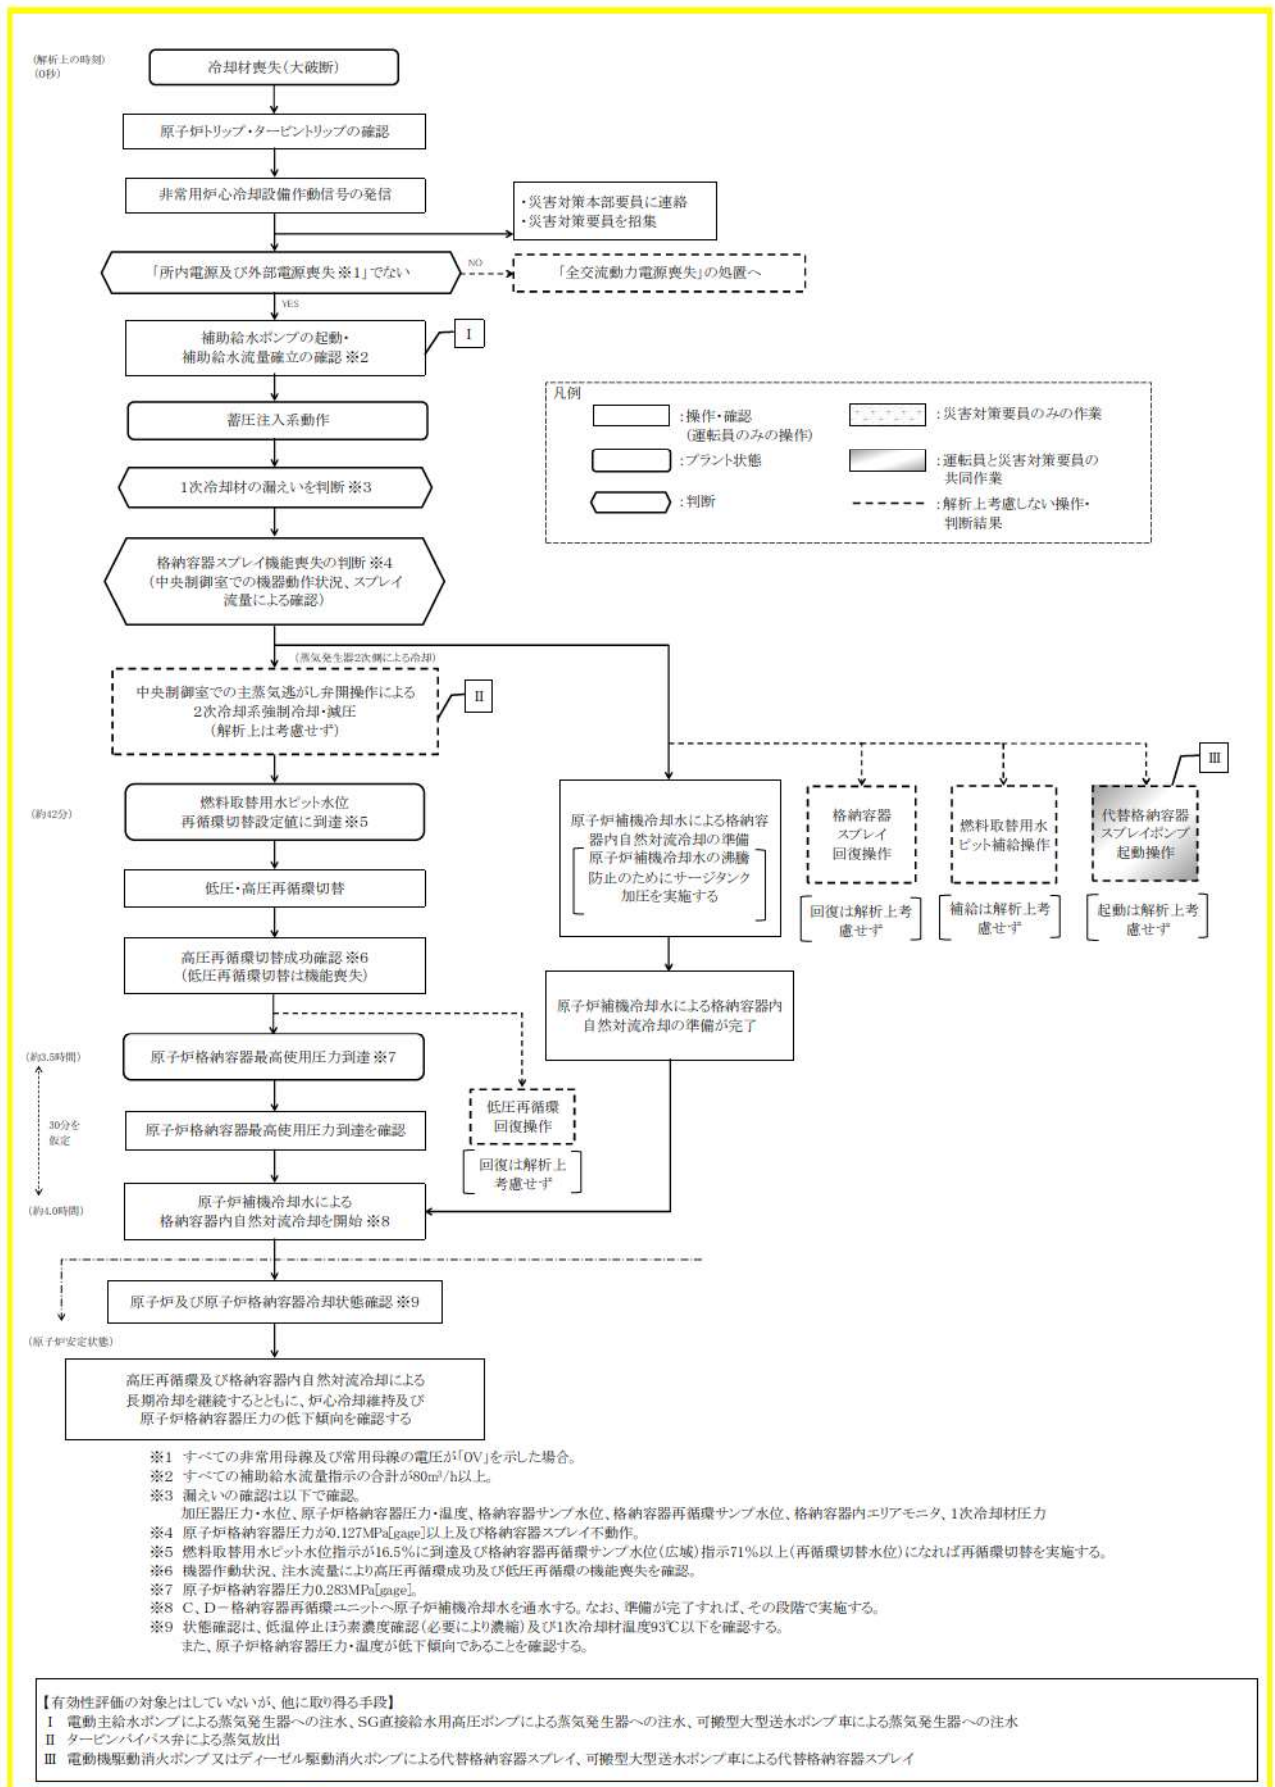 (解析上の時刻)
(0秒)
冷却材喪失(大破断)
原子炉トリップ・タービントリップの確認
非常用炉心冷却設備作動信号の発信
・災害対策本部要員に連絡
・災害対策要員を招集
「所内電源及び外部電源喪失※1」でない
NO
「全交流動力電源喪失」の処置へ
YES
補助給水ポンプの起動・
補助給水流量確立の確認※2
I
蓄圧注入系動作
1次冷却材の漏えいを判断※3
格納容器スプレイ機能喪失の判断※4
(中央制御室での機器動作状況、スプレイ
流量による確認)
凡例
:操作・確認
(運転員のみの操作)
:プラント状態
:判断
:災害対策要員のみの作業
:運転員と災害対策要員の
共同作業
:解析上考慮しない操作・
判断結果
(蒸気発生器2次側による冷却)
中央制御室での主蒸気逃がし弁開操作による
2次冷却系強制冷却・減圧
(解析上は考慮せず)
II
(約42分)
燃料取替用水ピット水位
再循環切替設定値に到達※5
低圧・高圧再循環切替
高圧再循環切替成功確認※6
(低圧再循環切替は機能喪失)
原子炉補機冷却水による格納容
器内自然対流冷却の準備
原子炉補機冷却水の沸騰
防止のためにサージタンク
加圧を実施する
原子炉補機冷却水による格納容器内
自然対流冷却の準備が完了
格納容器
スプレイ
回復操作
回復は解析上考
慮せず
燃料取替用水
ピット補給操作
補給は解析上考
慮せず
III
代替格納容器
スプレイポンプ
起動操作
起動は解析上考
慮せず
(約3.5時間)
原子炉格納容器最高使用圧力到達※7
30分を
仮定
原子炉格納容器最高使用圧力到達を確認
低圧再循環
回復操作
回復は解析上
考慮せず
(約4.0時間)
原子炉補機冷却水による
格納容器内自然対流冷却を開始※8
原子炉及び原子炉格納容器冷却状態確認※9
(原子炉安定状態)
高圧再循環及び格納容器内自然対流冷却による
長期冷却を継続するとともに、炉心冷却維持及び
原子炉格納容器圧力の低下傾向を確認する
※1 すべての非常用母線及び常用母線の電圧が「0V」を示した場合。
※2 すべての補助給水流量指示の合計が80m³/h以上。
※3 漏えいの確認は以下で確認。
加圧器圧力・水位、原子炉格納容器圧力・温度、格納容器サンプ水位、格納容器再循環サンプ水位、格納容器内エリアモニタ、1次冷却材圧力
※4 原子炉格納容器圧力が0.127MPa[gage]以上及び格納容器スプレイ不動作。
※5 燃料取替用水ピット水位指示が16.5%に到達及び格納容器再循環サンプ水位(広域)指示71%以上(再循環切替水位)になれば再循環切替を実施する。
※6 機器作動状況、注水流量により高圧再循環成功及び低圧再循環の機能喪失を確認。
※7 原子炉格納容器圧力0.283MPa[gage]。
※8 C、D-格納容器再循環ユニットへ原子炉補機冷却水を通水する。なお、準備が完了すれば、その段階で実施する。
※9 状態確認は、低温停止ほう素濃度確認(必要により濃縮)及び1次冷却材温度93℃以下を確認する。
また、原子炉格納容器圧力・温度が低下傾向であることを確認する。
【有効性評価の対象とはしていないが、他に取り得る手段】
I 電動主給水ポンプによる蒸気発生器への注水、SG直接給水用高圧ポンプによる蒸気発生器への注水、可搬型大型送水ポンプ車による蒸気発生器への注水
II タービンバイパス弁による蒸気放出
III 電動機駆動消火ポンプ又はディーゼル駆動消火ポンプによる代替格納容器スプレイ、可搬型大型送水ポンプ車による代替格納容器スプレイ